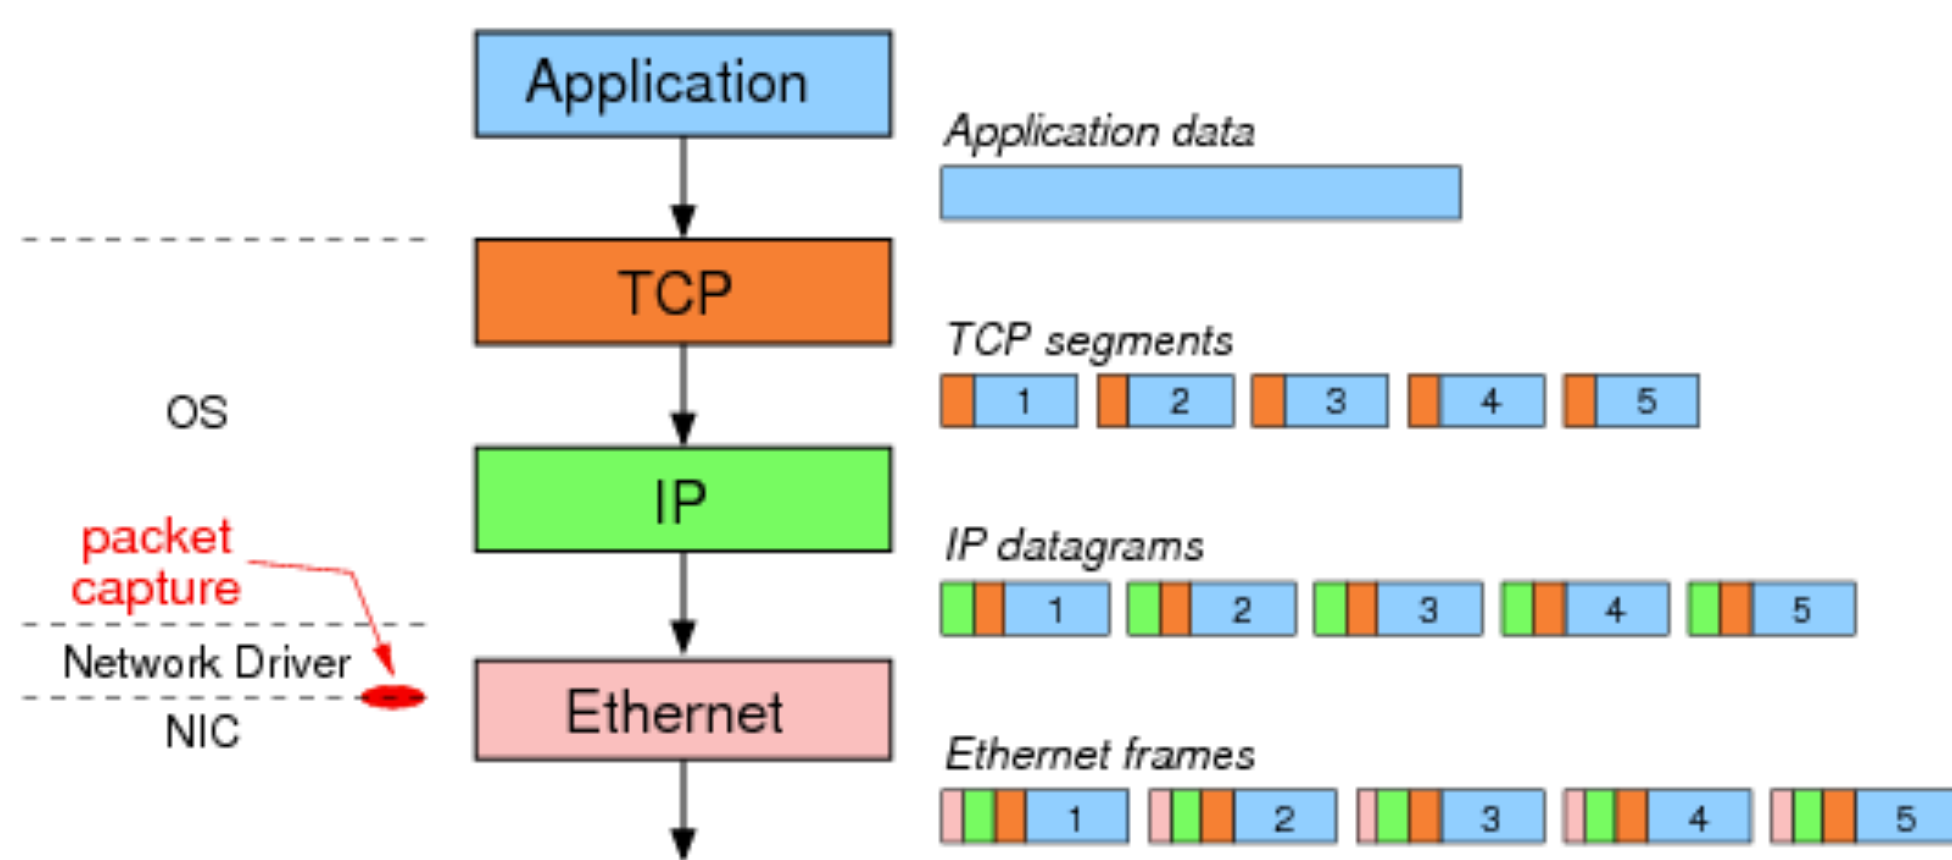 Application
Application data
TCP
TCP segments
1 2 3 4 5
OS
IP
packet
capture
IP datagrams
1 2 3 4 5
Network Driver
NIC
Ethernet
Ethernet frames
1 2 3 4 5